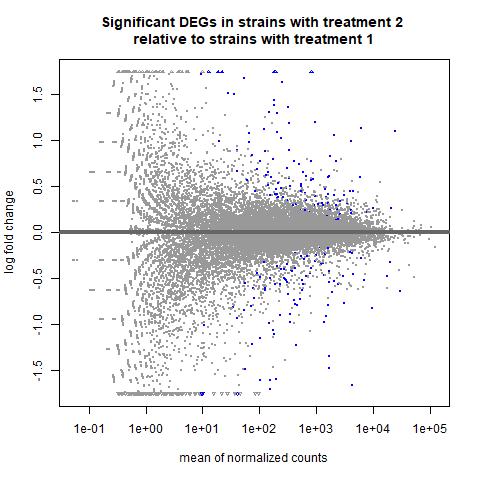 Significant DEGs in strains with treatment 2
relative to strains with treatment 1
log fold change
1.5
1.0
0.5
0.0
-0.5
-1.0
-1.5
1e-01 1e+00 1e+01 1e+02 1e+03 1e+04 1e+05
mean of normalized counts